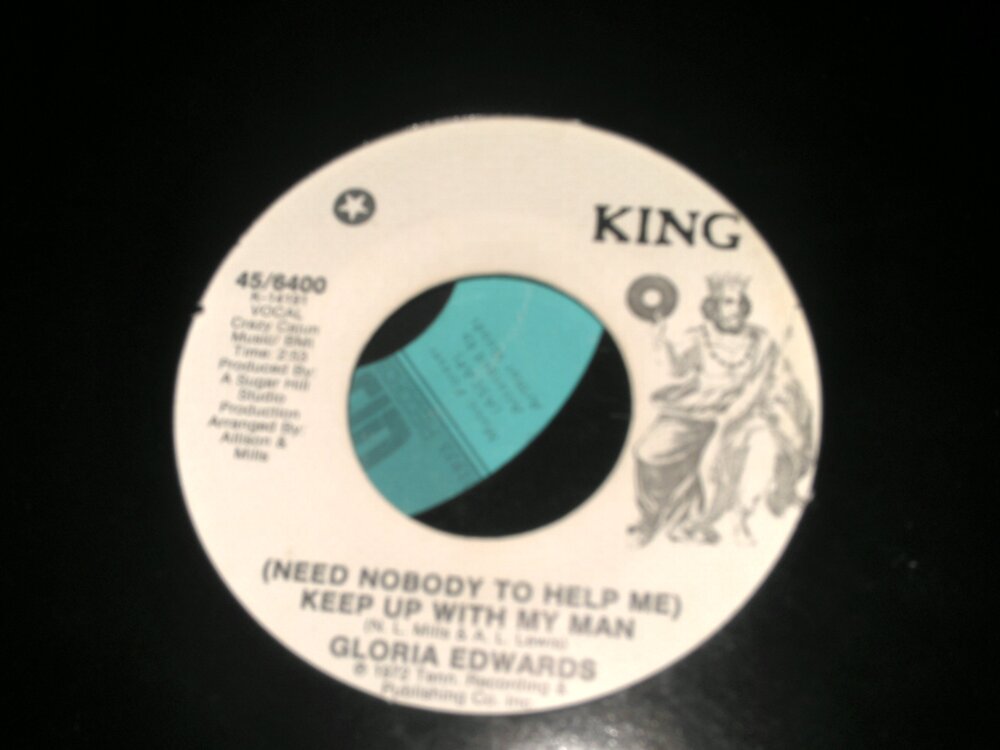 KING
45/6400
K-14191
VOCAL
Crazy Cajun
Music/ BMI
Time: 2:53
Produced By:
A Sugar Hill
Studio
Production
Arranged By:
Allison &
Mills
(NEED NOBODY TO HELP ME)
KEEP UP WITH MY MAN
(N. L. Mills & A. L. Lewis)
GLORIA EDWARDS
℗ 1972 Tenn. Recording &
Publishing Co. Inc.